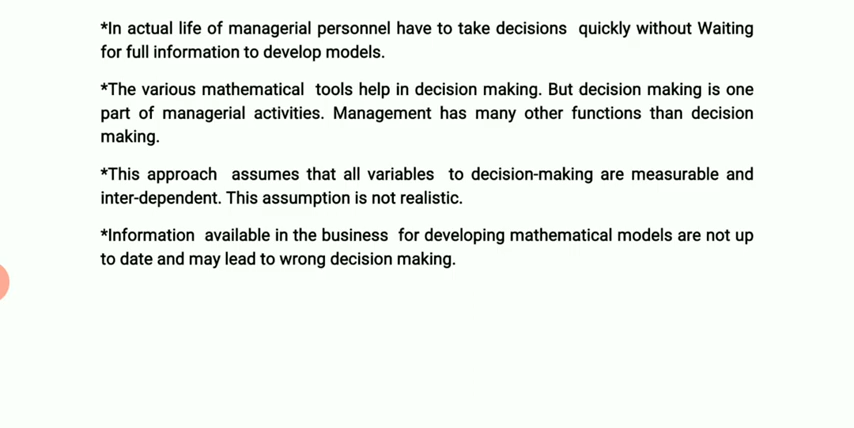 *In actual life of managerial personnel have to take decisions quickly without Waiting
for full information to develop models.
*The various mathematical tools help in decision making. But decision making is one
part of managerial activities. Management has many other functions than decision
making.
*This approach assumes that all variables to decision-making are measurable and
inter-dependent. This assumption is not realistic.
*Information available in the business for developing mathematical models are not up
to date and may lead to wrong decision making.